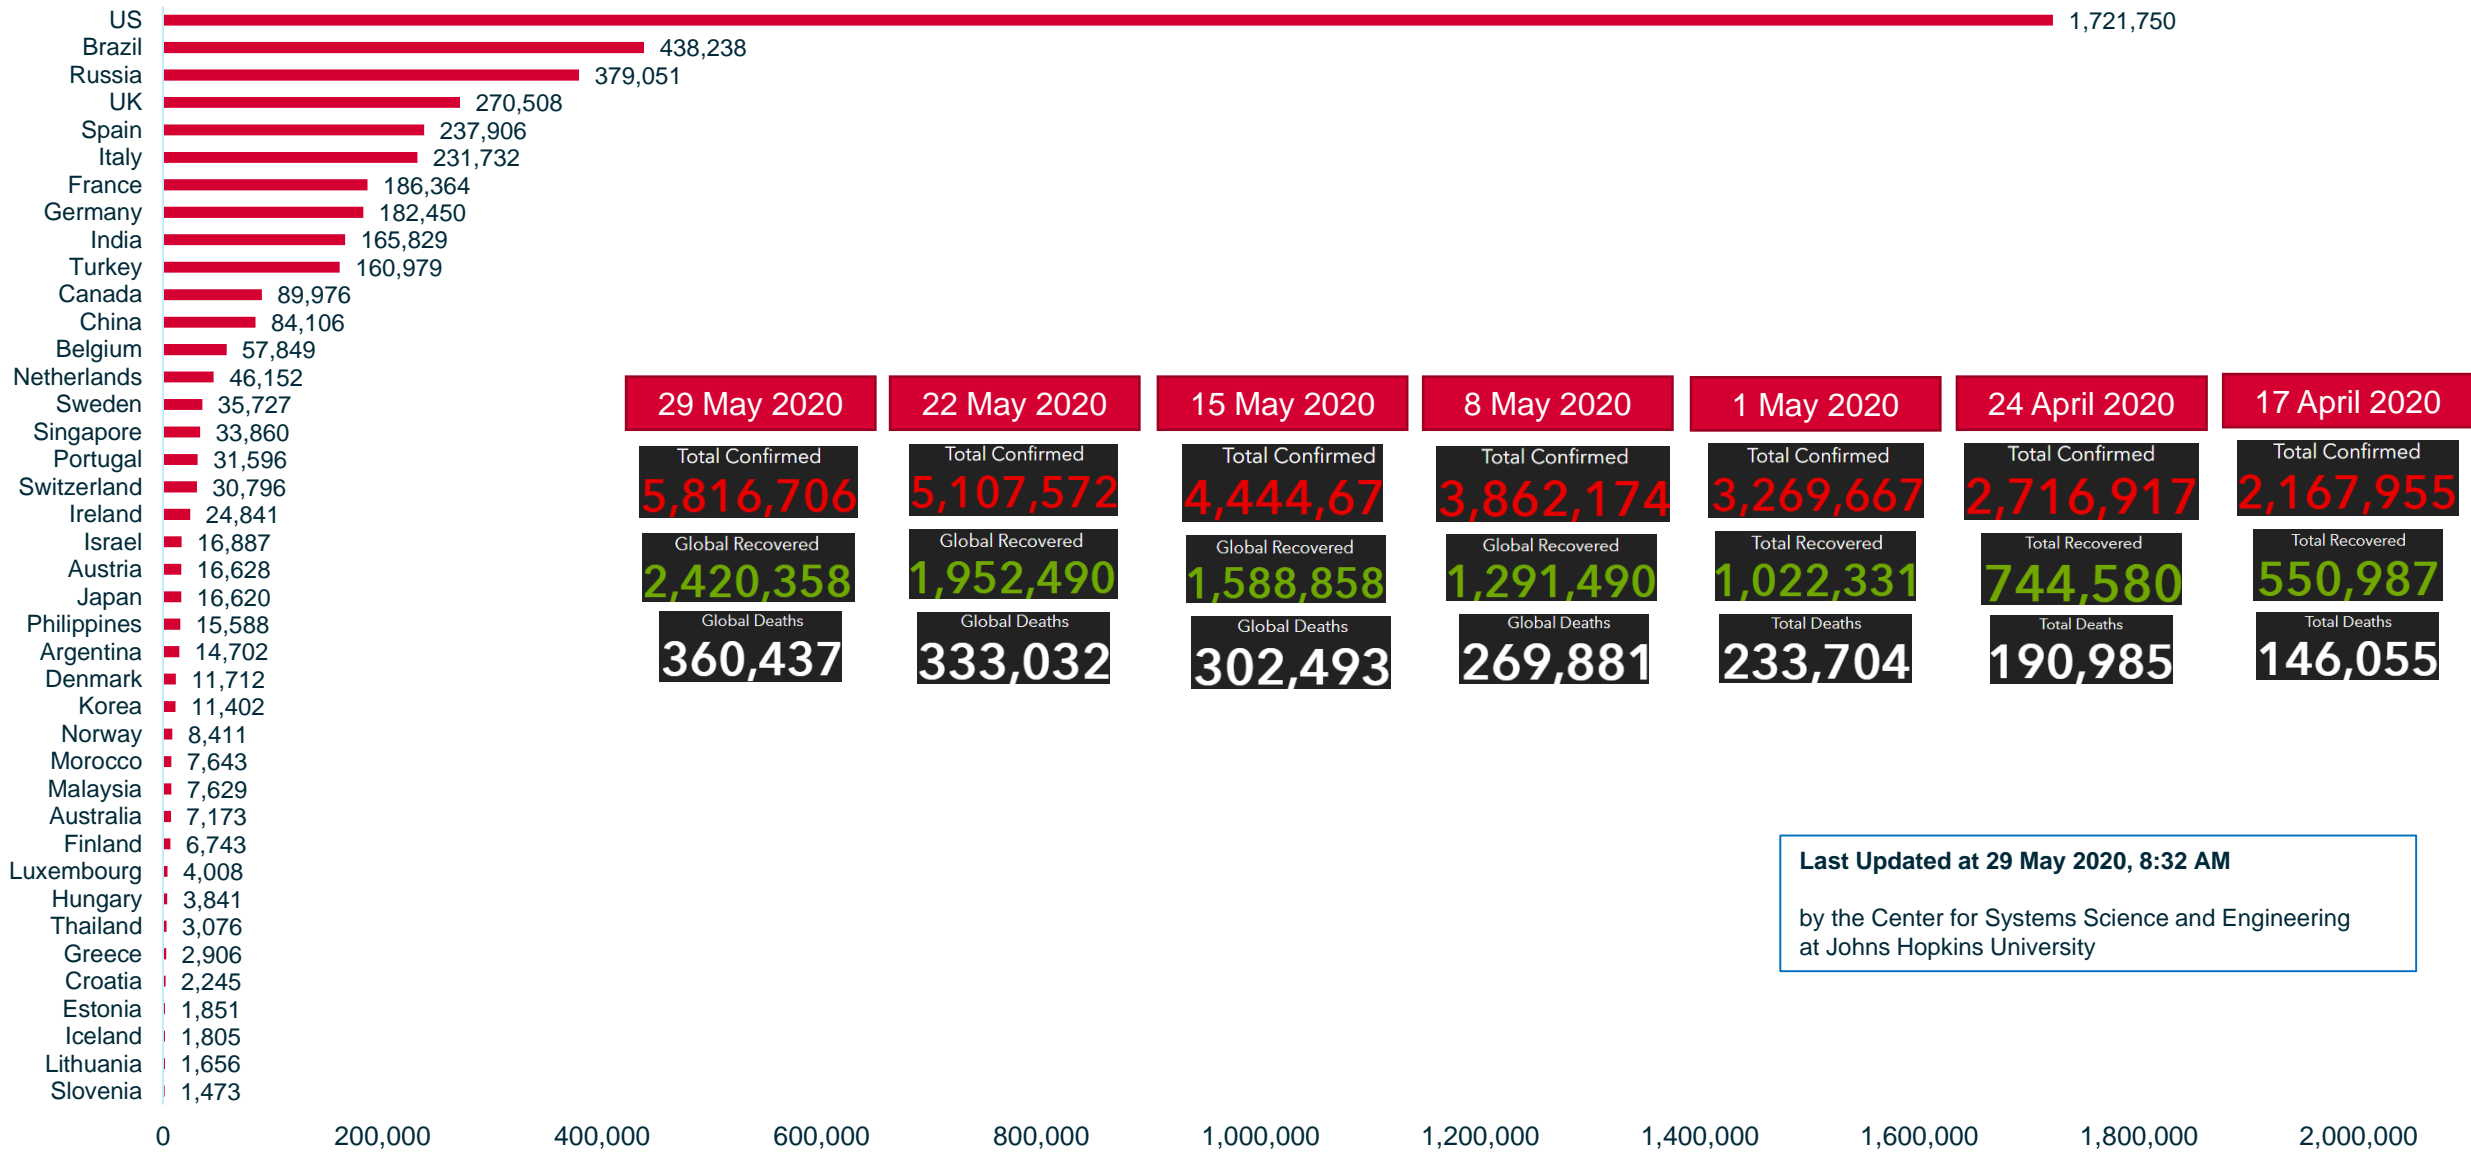 US 1,721,750
Brazil 438,238
Russia 379,051
UK 270,508
Spain 237,906
Italy 231,732
France 186,364
Germany 182,450
India 165,829
Turkey 160,979
Canada 89,976
China 84,106
Belgium 57,849
Netherlands 46,152
Sweden 35,727
Singapore 33,860
Portugal 31,596
Switzerland 30,796
Ireland 24,841
Israel 16,887
Austria 16,628
Japan 16,620
Philippines 15,588
Argentina 14,702
Denmark 11,712
Korea 11,402
Norway 8,411
Morocco 7,643
Malaysia 7,629
Australia 7,173
Finland 6,743
Luxembourg 4,008
Hungary 3,841
Thailand 3,076
Greece 2,906
Croatia 2,245
Estonia 1,851
Iceland 1,805
Lithuania 1,656
Slovenia 1,473
0 200,000 400,000 600,000 800,000 1,000,000 1,200,000 1,400,000 1,600,000 1,800,000 2,000,000
29 May 2020
Total Confirmed
5,816,706
Global Recovered
2,420,358
Global Deaths
360,437
22 May 2020
Total Confirmed
5,107,572
Global Recovered
1,952,490
Global Deaths
333,032
15 May 2020
Total Confirmed
4,444,67
Global Recovered
1,588,858
Global Deaths
302,493
8 May 2020
Total Confirmed
3,862,174
Global Recovered
1,291,490
Global Deaths
269,881
1 May 2020
Total Confirmed
3,269,667
Total Recovered
1,022,331
Total Deaths
233,704
24 April 2020
Total Confirmed
2,716,917
Total Recovered
744,580
Total Deaths
190,985
17 April 2020
Total Confirmed
2,167,955
Total Recovered
550,987
Total Deaths
146,055
Last Updated at 29 May 2020, 8:32 AM
by the Center for Systems Science and Engineering
at Johns Hopkins University